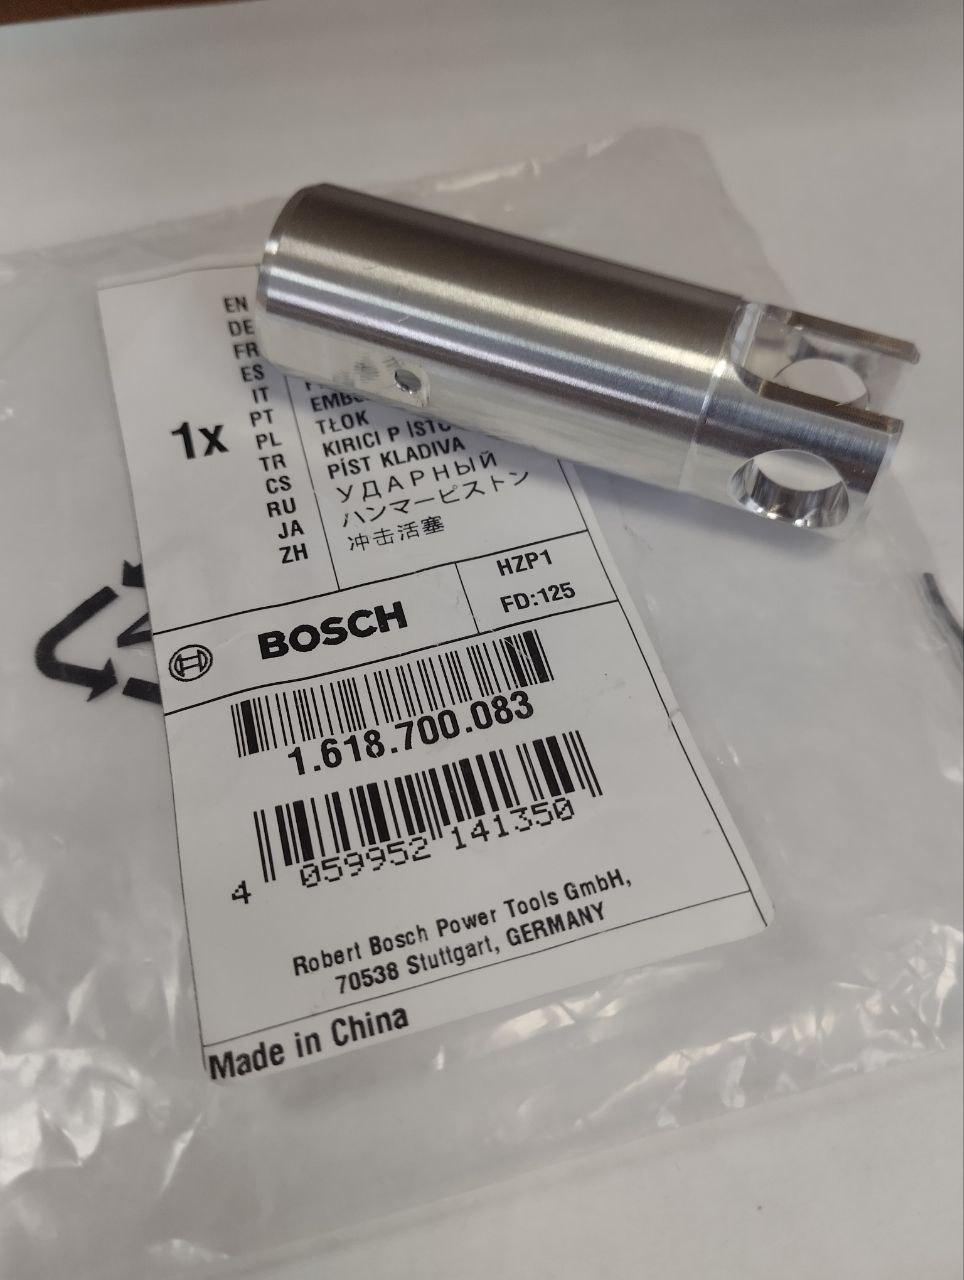 EN
DE
FR
ES
IT
PT
PL
TR
CS
RU
JA
ZH
1x
TŁOK
KIRICI P
PÍST KLADIVA
УДАРНЫЙ
ハンマーピストン
冲击活塞
BOSCH
HZP1
FD:125
1.618.700.083
4 059952 141350
Robert Bosch Power Tools GmbH,
70538 Stuttgart, GERMANY
Made in China